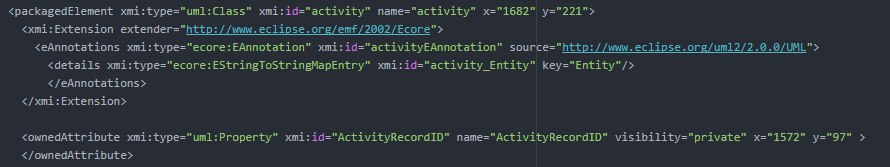 <packagedElement xmi:type="uml:Class" xmi:id="activity" name="activity" x="1682" y="221">
<xmi:Extension extender="http://www.eclipse.org/emf/2002/Ecore">
<eAnnotations xmi:type="ecore:EAnnotation" xmi:id="activityEAnnotation" source="http://www.eclipse.org/uml2/2.0.0/UML">
<details xmi:type="ecore:EStringToStringMapEntry" xmi:id="activity_Entity" key="Entity"/>
</eAnnotations>
</xmi:Extension>
<ownedAttribute xmi:type="uml:Property" xmi:id="ActivityRecordID" name="ActivityRecordID" visibility="private" x="1572" y="97" >
</ownedAttribute>